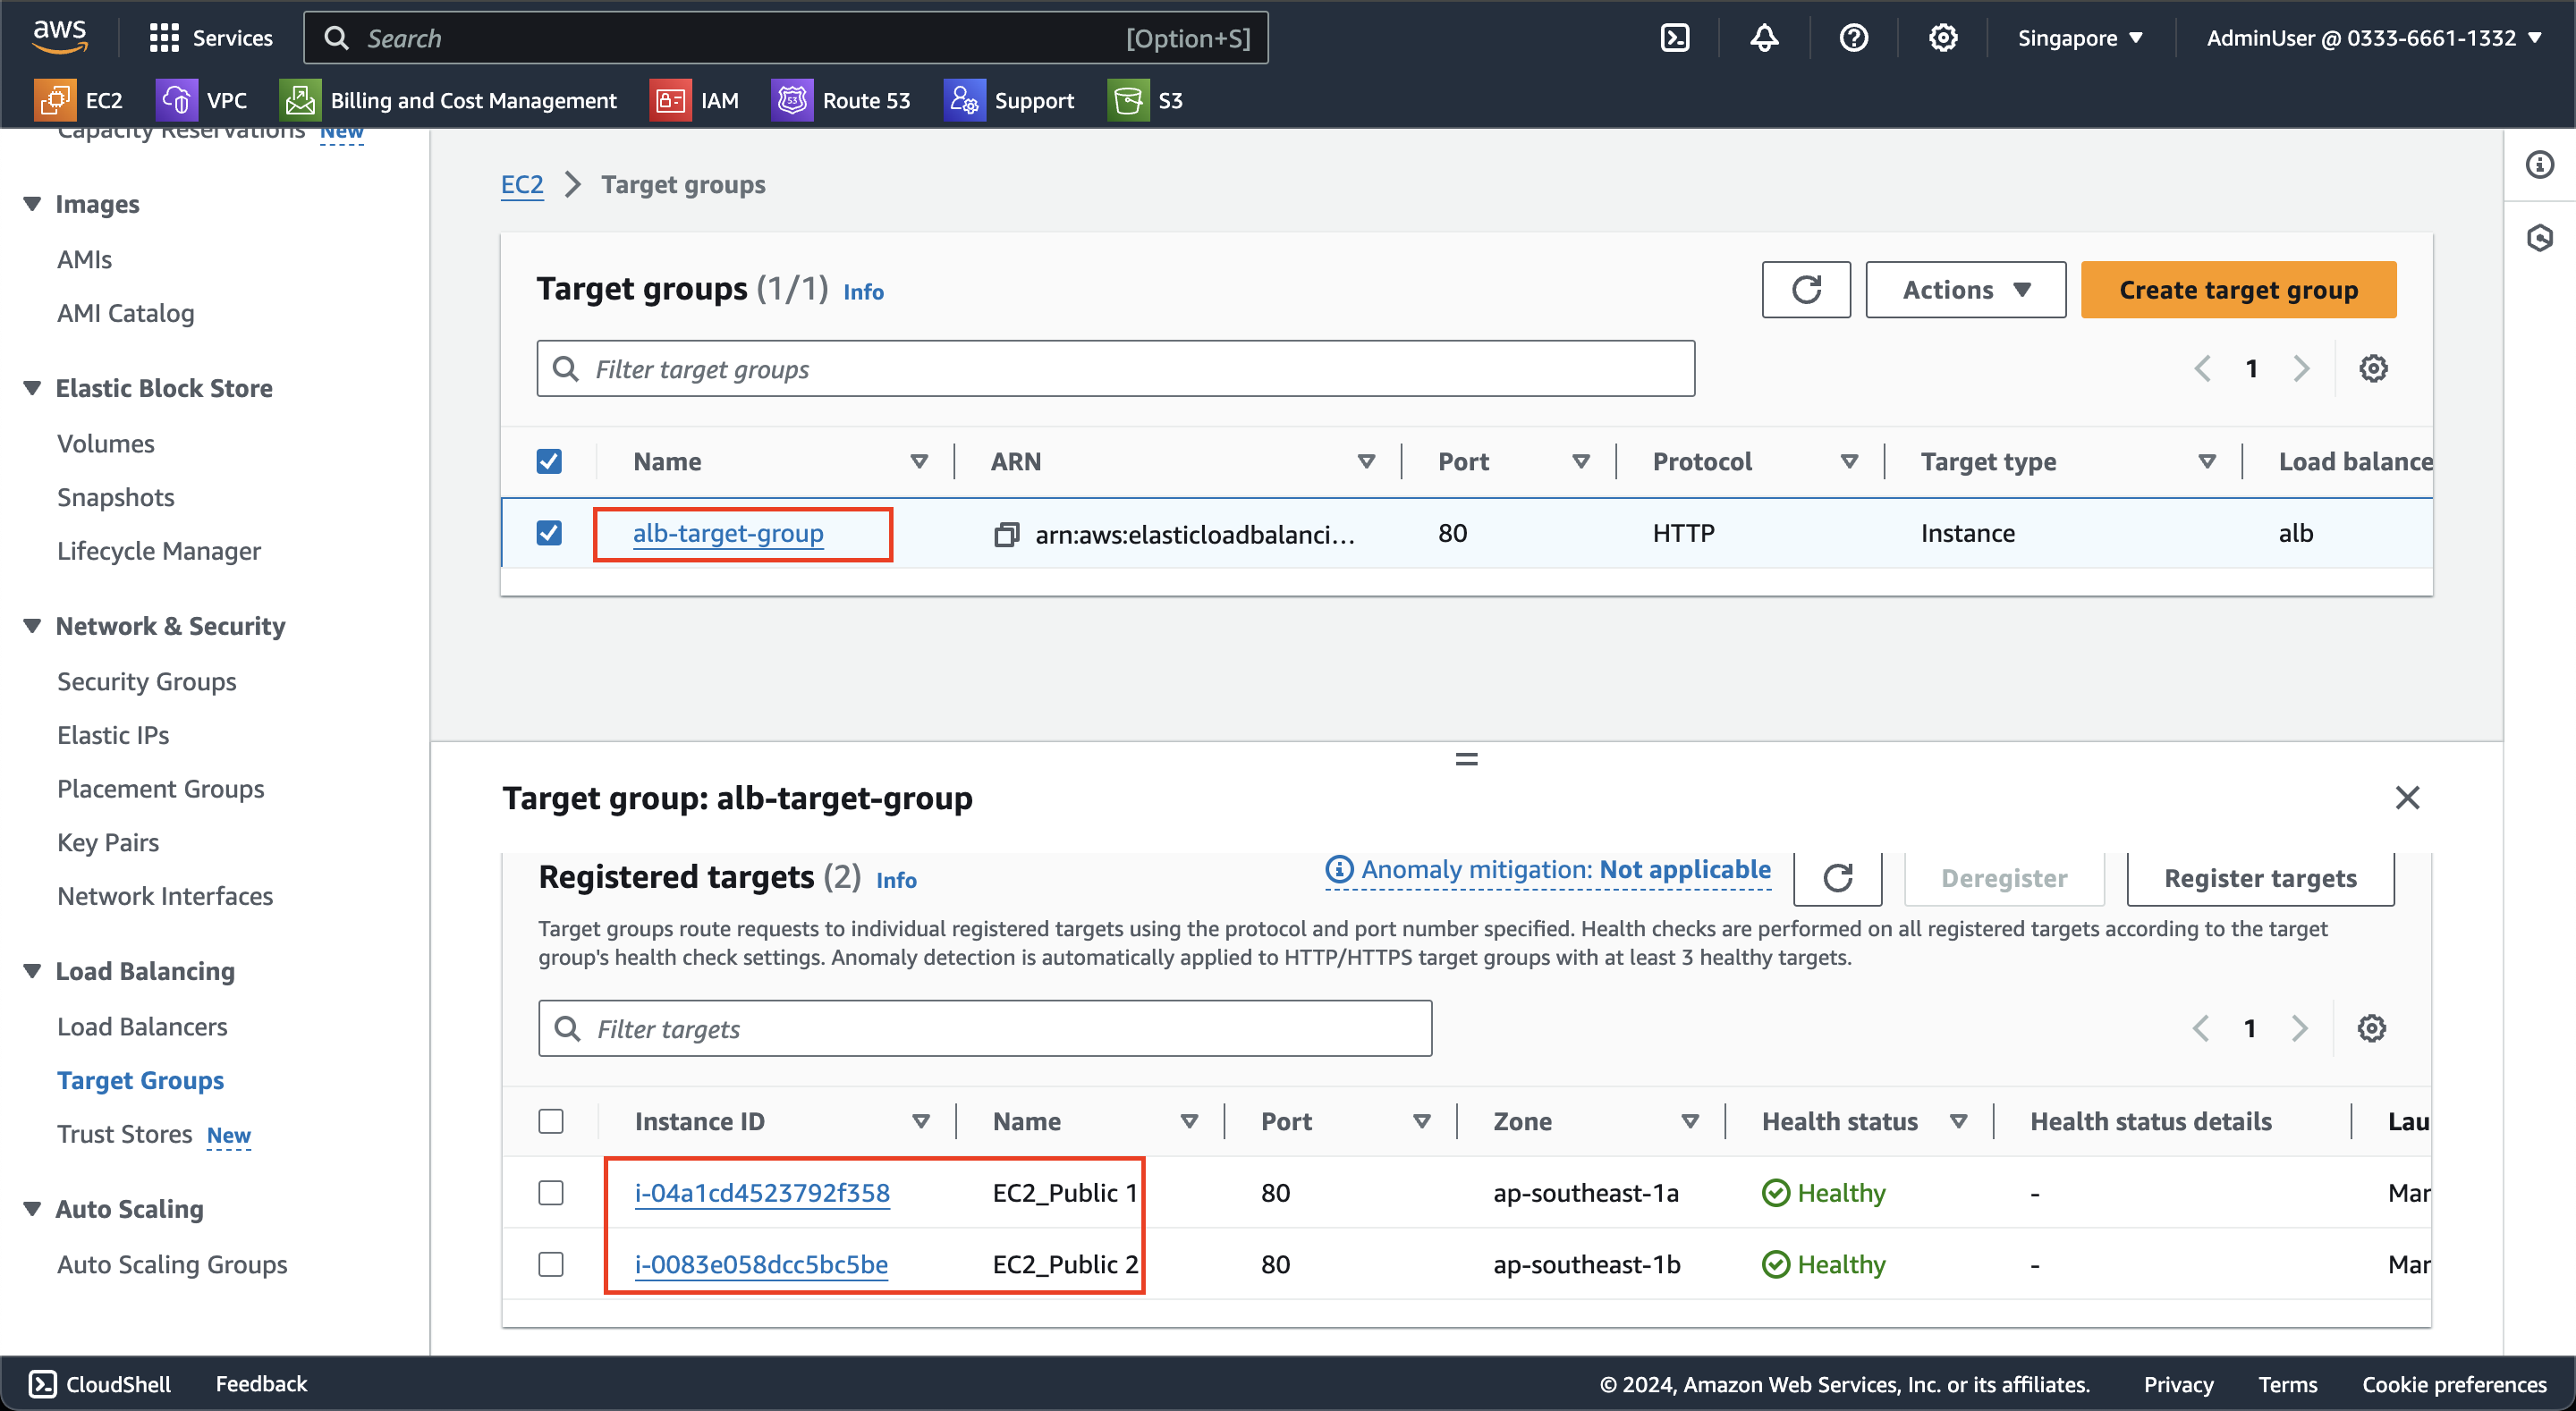 aws
Services
Search
[Option+S]
Singapore
AdminUser @ 0333-6661-1332
EC2
VPC
Billing and Cost Management
IAM
53
Route 53
Support
S3
Capacity Reservations New
Images
AMIs
AMI Catalog
Elastic Block Store
Volumes
Snapshots
Lifecycle Manager
Network & Security
Security Groups
Elastic IPs
Placement Groups
Key Pairs
Network Interfaces
Load Balancing
Load Balancers
Target Groups
Trust Stores New
Auto Scaling
Auto Scaling Groups
EC2 > Target groups
Target groups (1/1) Info
Actions
Create target group
Filter target groups
1
Name ARN Port Protocol Target type Load balance
alb-target-group arn:aws:elasticloadbalanci... 80 HTTP Instance alb
Target group: alb-target-group
Registered targets (2) Info
Anomaly mitigation: Not applicable
Deregister
Register targets
Target groups route requests to individual registered targets using the protocol and port number specified. Health checks are performed on all registered targets according to the target
group's health check settings. Anomaly detection is automatically applied to HTTP/HTTPS target groups with at least 3 healthy targets.
Filter targets
1
Instance ID Name Port Zone Health status Health status details Lau
i-04a1cd4523792f358 EC2_Public 1 80 ap-southeast-1a Healthy - Mar
i-0083e058dcc5bc5be EC2_Public 2 80 ap-southeast-1b Healthy - Mar
CloudShell
Feedback
© 2024, Amazon Web Services, Inc. or its affiliates.
Privacy
Terms
Cookie preferences